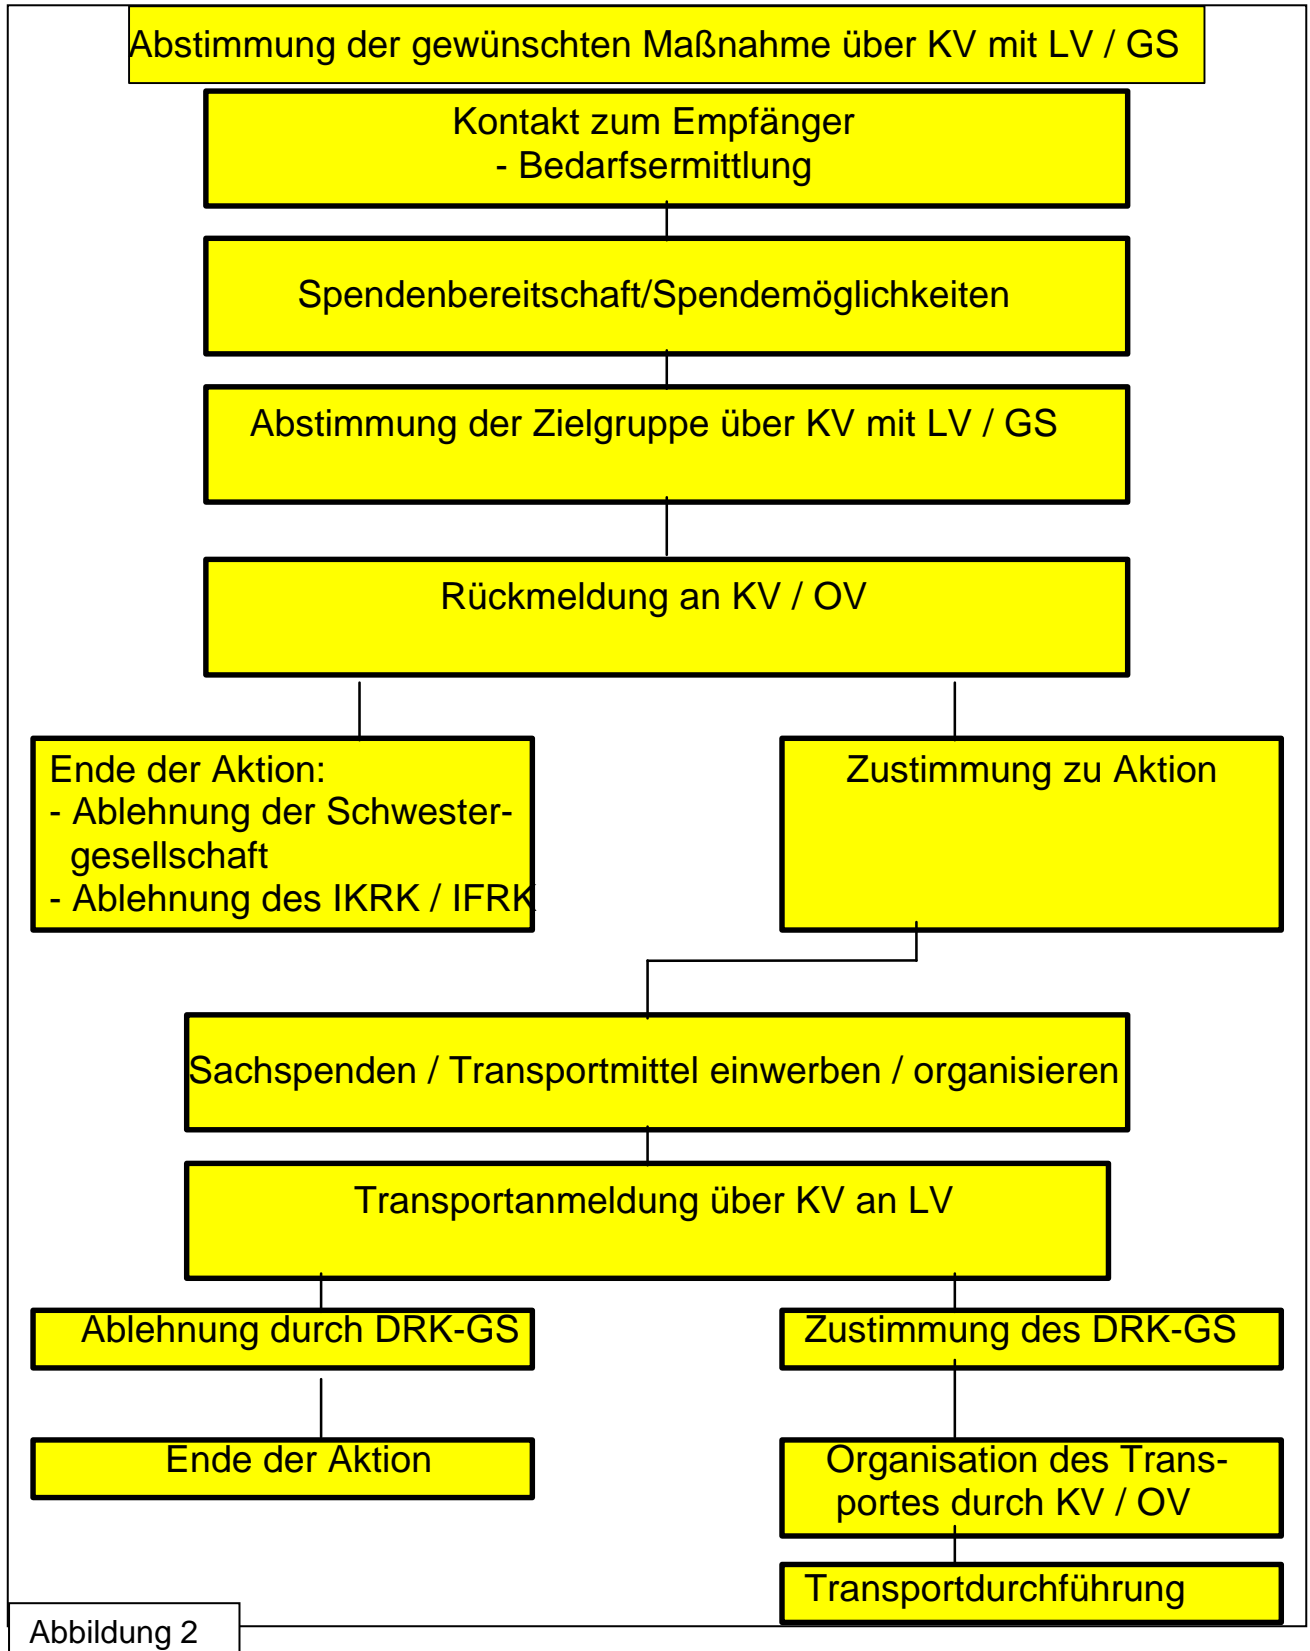 Abstimmung der gewünschten Maßnahme über KV mit LV / GS
Kontakt zum Empfänger
- Bedarfsermittlung
Spendenbereitschaft/Spendemöglichkeiten
Abstimmung der Zielgruppe über KV mit LV / GS
Rückmeldung an KV / OV
Ende der Aktion:
- Ablehnung der Schwester-
gesellschaft
- Ablehnung des IKRK / IFRK
Zustimmung zu Aktion
Sachspenden / Transportmittel einwerben / organisieren
Transportanmeldung über KV an LV
Ablehnung durch DRK-GS
Zustimmung des DRK-GS
Ende der Aktion
Organisation des Trans-
portes durch KV / OV
Transportdurchführung
Abbildung 2